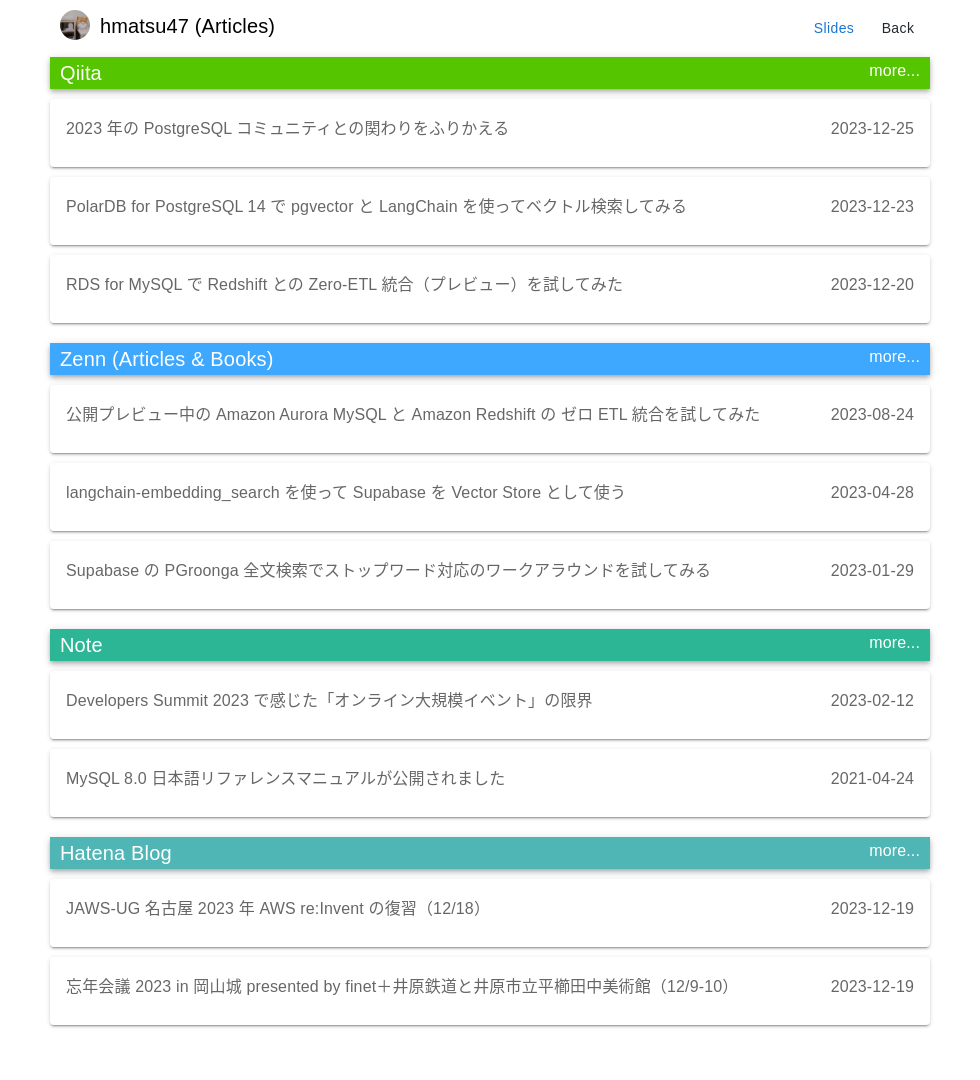 hmatsu47 (Articles)
Slides
Back
Qiita
more...
2023 年の PostgreSQL コミュニティとの関わりをふりかえる
2023-12-25
PolarDB for PostgreSQL 14 で pgvector と LangChain を使ってベクトル検索してみる
2023-12-23
RDS for MySQL で Redshift との Zero-ETL 統合（プレビュー）を試してみた
2023-12-20
Zenn (Articles & Books)
more...
公開プレビュー中の Amazon Aurora MySQL と Amazon Redshift の ゼロ ETL 統合を試してみた
2023-08-24
langchain-embedding_search を使って Supabase を Vector Store として使う
2023-04-28
Supabase の PGroonga 全文検索でストップワード対応のワークアラウンドを試してみる
2023-01-29
Note
more...
Developers Summit 2023 で感じた「オンライン大規模イベント」の限界
2023-02-12
MySQL 8.0 日本語リファレンスマニュアルが公開されました
2021-04-24
Hatena Blog
more...
JAWS-UG 名古屋 2023 年 AWS re:Invent の復習（12/18）
2023-12-19
忘年会議 2023 in 岡山城 presented by finet＋井原鉄道と井原市立平櫛田中美術館（12/9-10）
2023-12-19